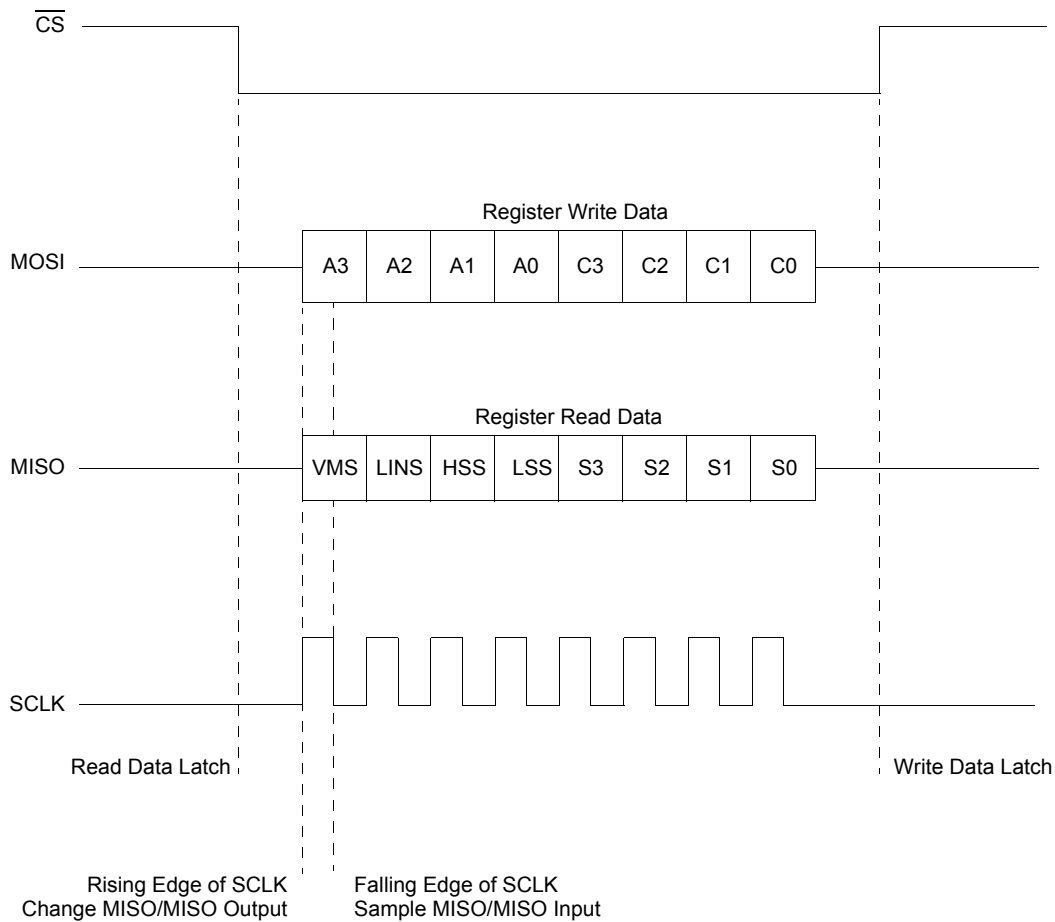 CS
Register Write Data
MOSI
A3 A2 A1 A0 C3 C2 C1 C0
Register Read Data
MISO
VMS LINS HSS LSS S3 S2 S1 S0
SCLK
Read Data Latch
Write Data Latch
Rising Edge of SCLK
Change MISO/MISO Output
Falling Edge of SCLK
Sample MISO/MISO Input